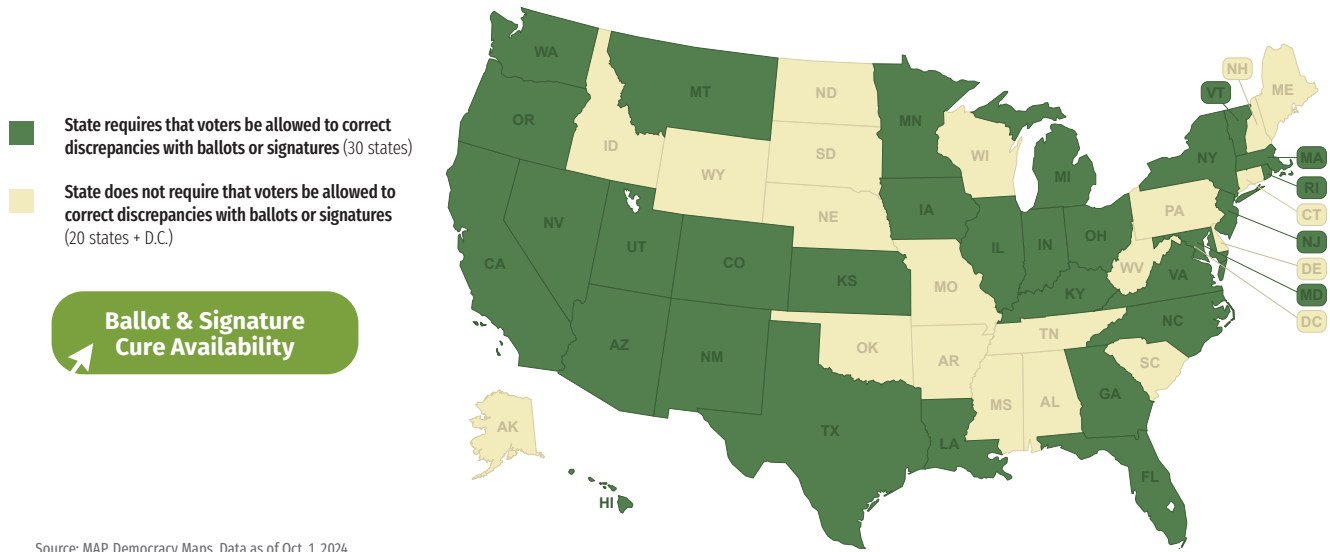 State requires that voters be allowed to correct
discrepancies with ballots or signatures (30 states)
State does not require that voters be allowed to
correct discrepancies with ballots or signatures
(20 states + D.C.)
Ballot & Signature
Cure Availability
Source: MAP, Democracy Maps, Data as of Oct. 1, 2024
WA
MT
ND
MN
OR
ID
SD
WI
MI
NH
ME
VT
NY
MA
WY
NE
IA
PA
RI
CT
NV
UT
CO
IL
IN
OH
NJ
CA
KS
MO
WV
VA
DE
KY
MD
DC
AZ
NM
OK
AR
TN
NC
SC
MS
AL
GA
AK
TX
LA
FL
HI